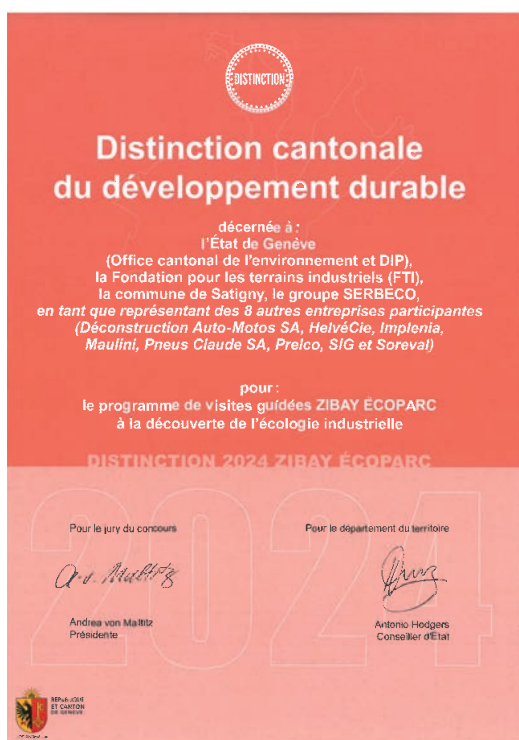 DISTINCTION
Distinction cantonale
du développement durable
décernée à :
l'État de Genève
(Office cantonal de l'environnement et DIP),
la Fondation pour les terrains industriels (FTI),
la commune de Satigny, le groupe SERBECO,
en tant que représentant des 8 autres entreprises participantes
(Déconstruction Auto-Motos SA, HelvéCie, Implenia,
Maulini, Pneus Claude SA, Prelco, SIG et Soreval)
pour :
le programme de visites guidées ZIBAY ÉCOPARC
à la découverte de l'écologie industrielle
DISTINCTION 2024 ZIBAY ÉCOPARC
2024
Pour le jury du concours
Pour le département du territoire
a. v. Maltitz
Andrea von Maltitz
Présidente
Antonio Hodgers
Conseiller d'État
RÉPUBLIQUE
ET CANTON
DE GENÈVE